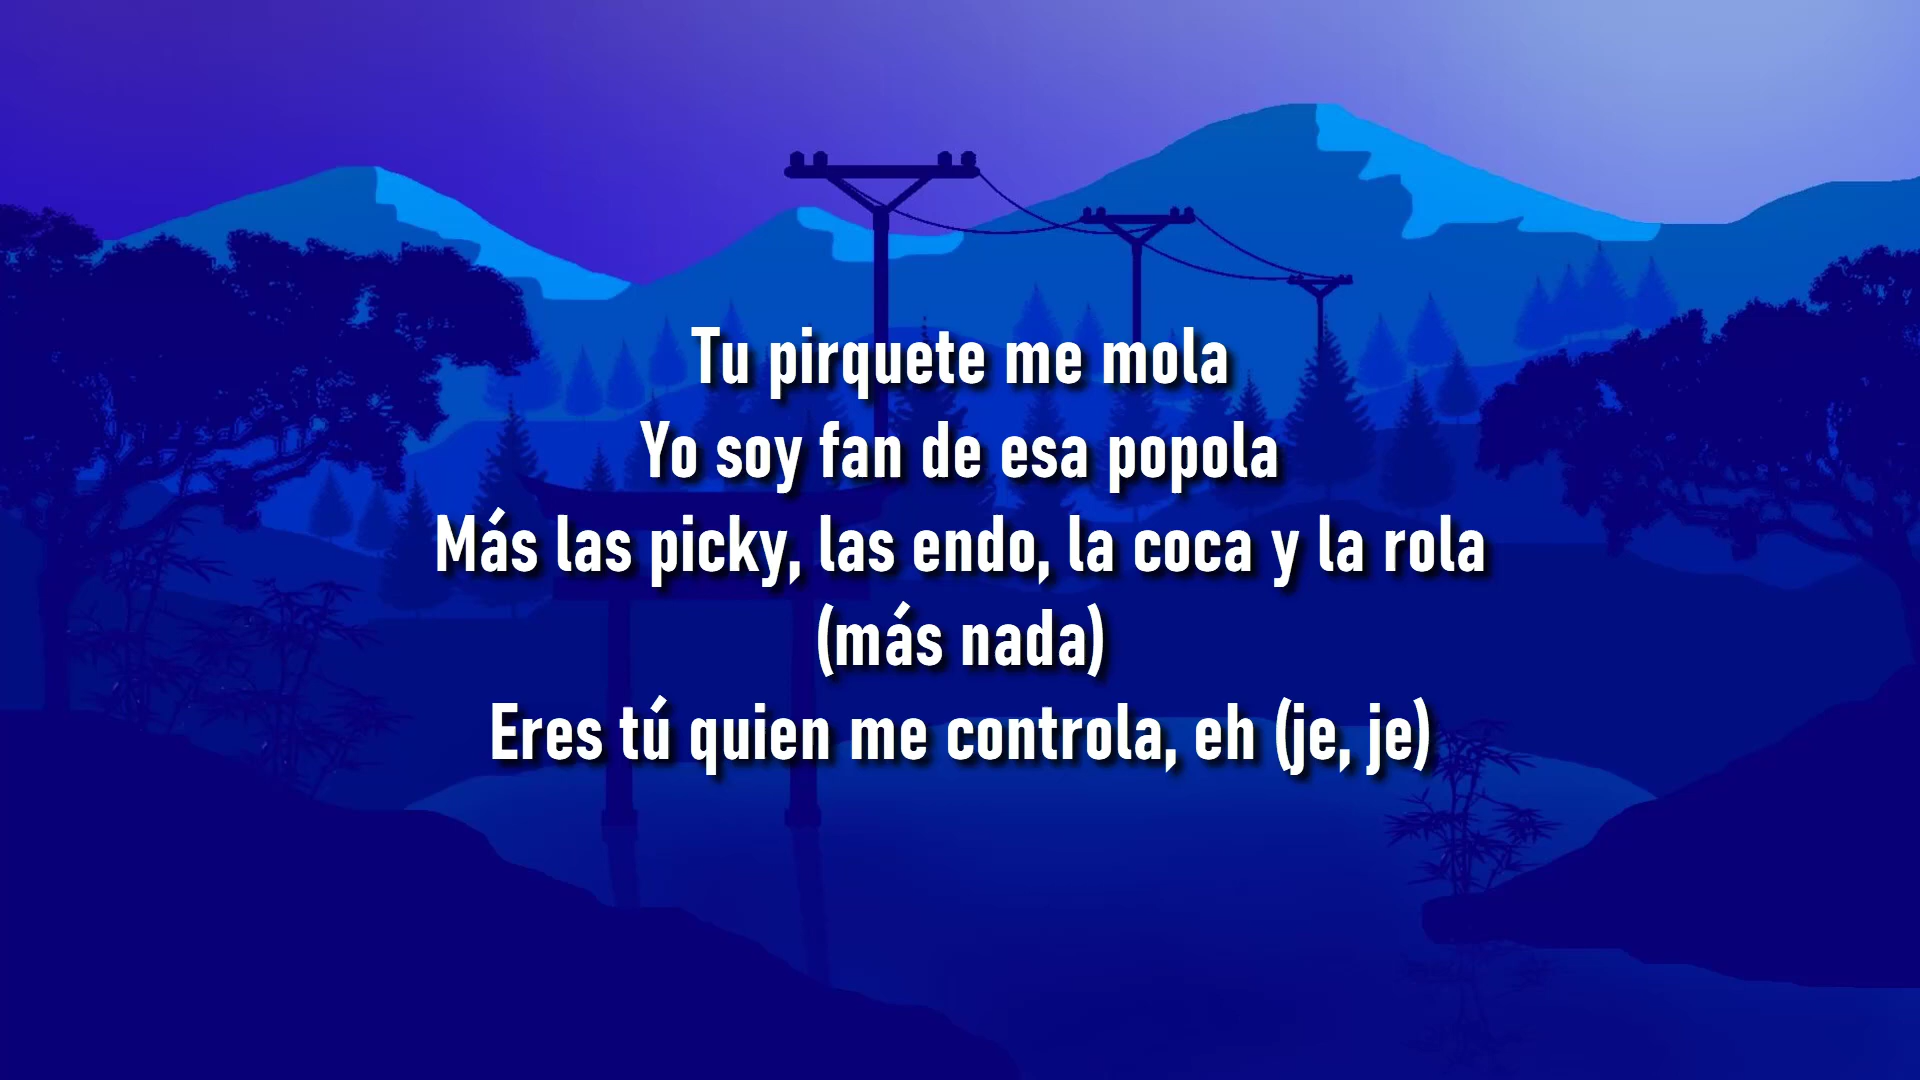 Tu pirquete me mola
Yo soy fan de esa popola
Más las picky, las endo, la coca y la rola
(más nada)
Eres tú quien me controla, eh (je, je)